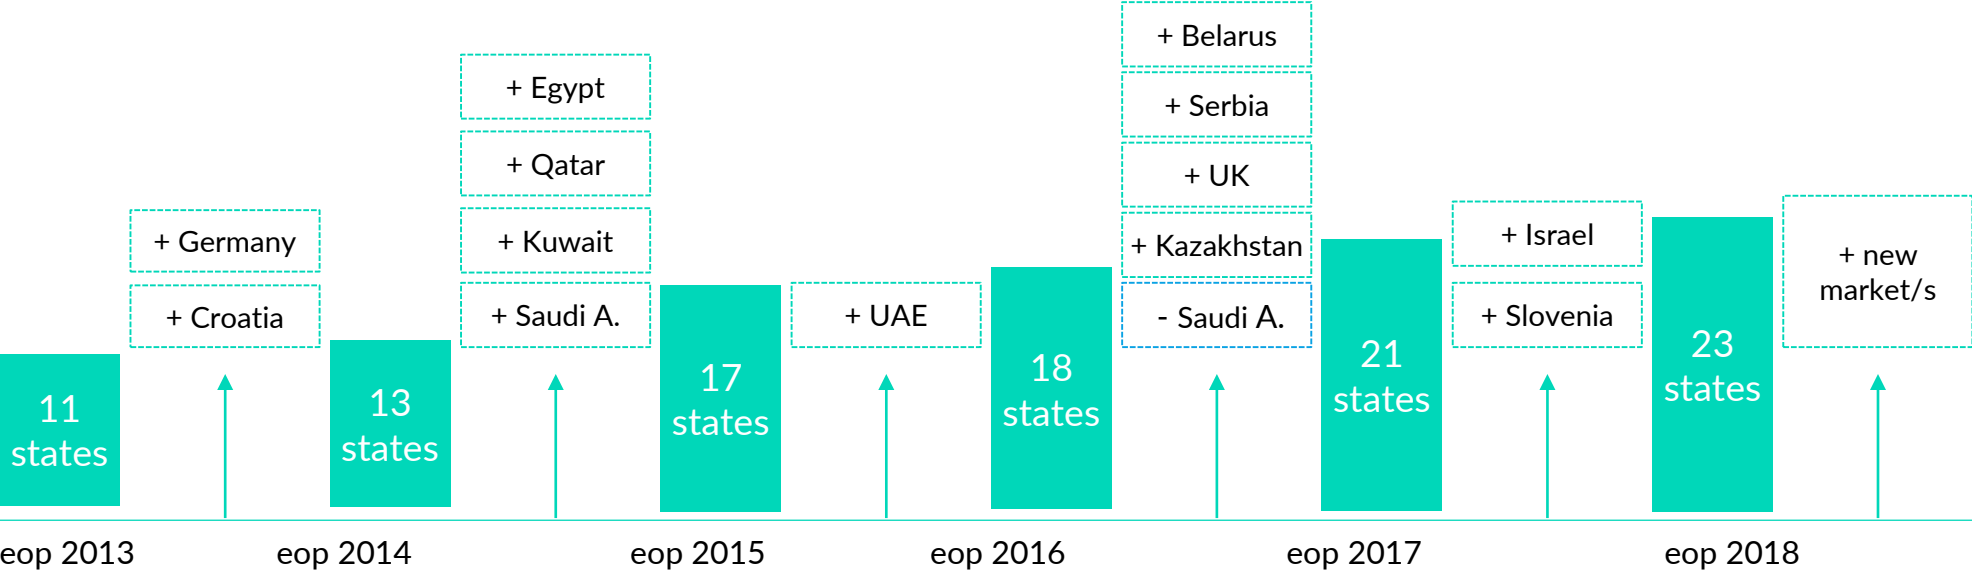 11
states
+ Germany
+ Croatia
13
states
+ Egypt
+ Qatar
+ Kuwait
+ Saudi A.
17
states
+ UAE
18
states
+ Belarus
+ Serbia
+ UK
+ Kazakhstan
- Saudi A.
21
states
+ Israel
+ Slovenia
23
states
+ new
market/s
eop 2013
eop 2014
eop 2015
eop 2016
eop 2017
eop 2018